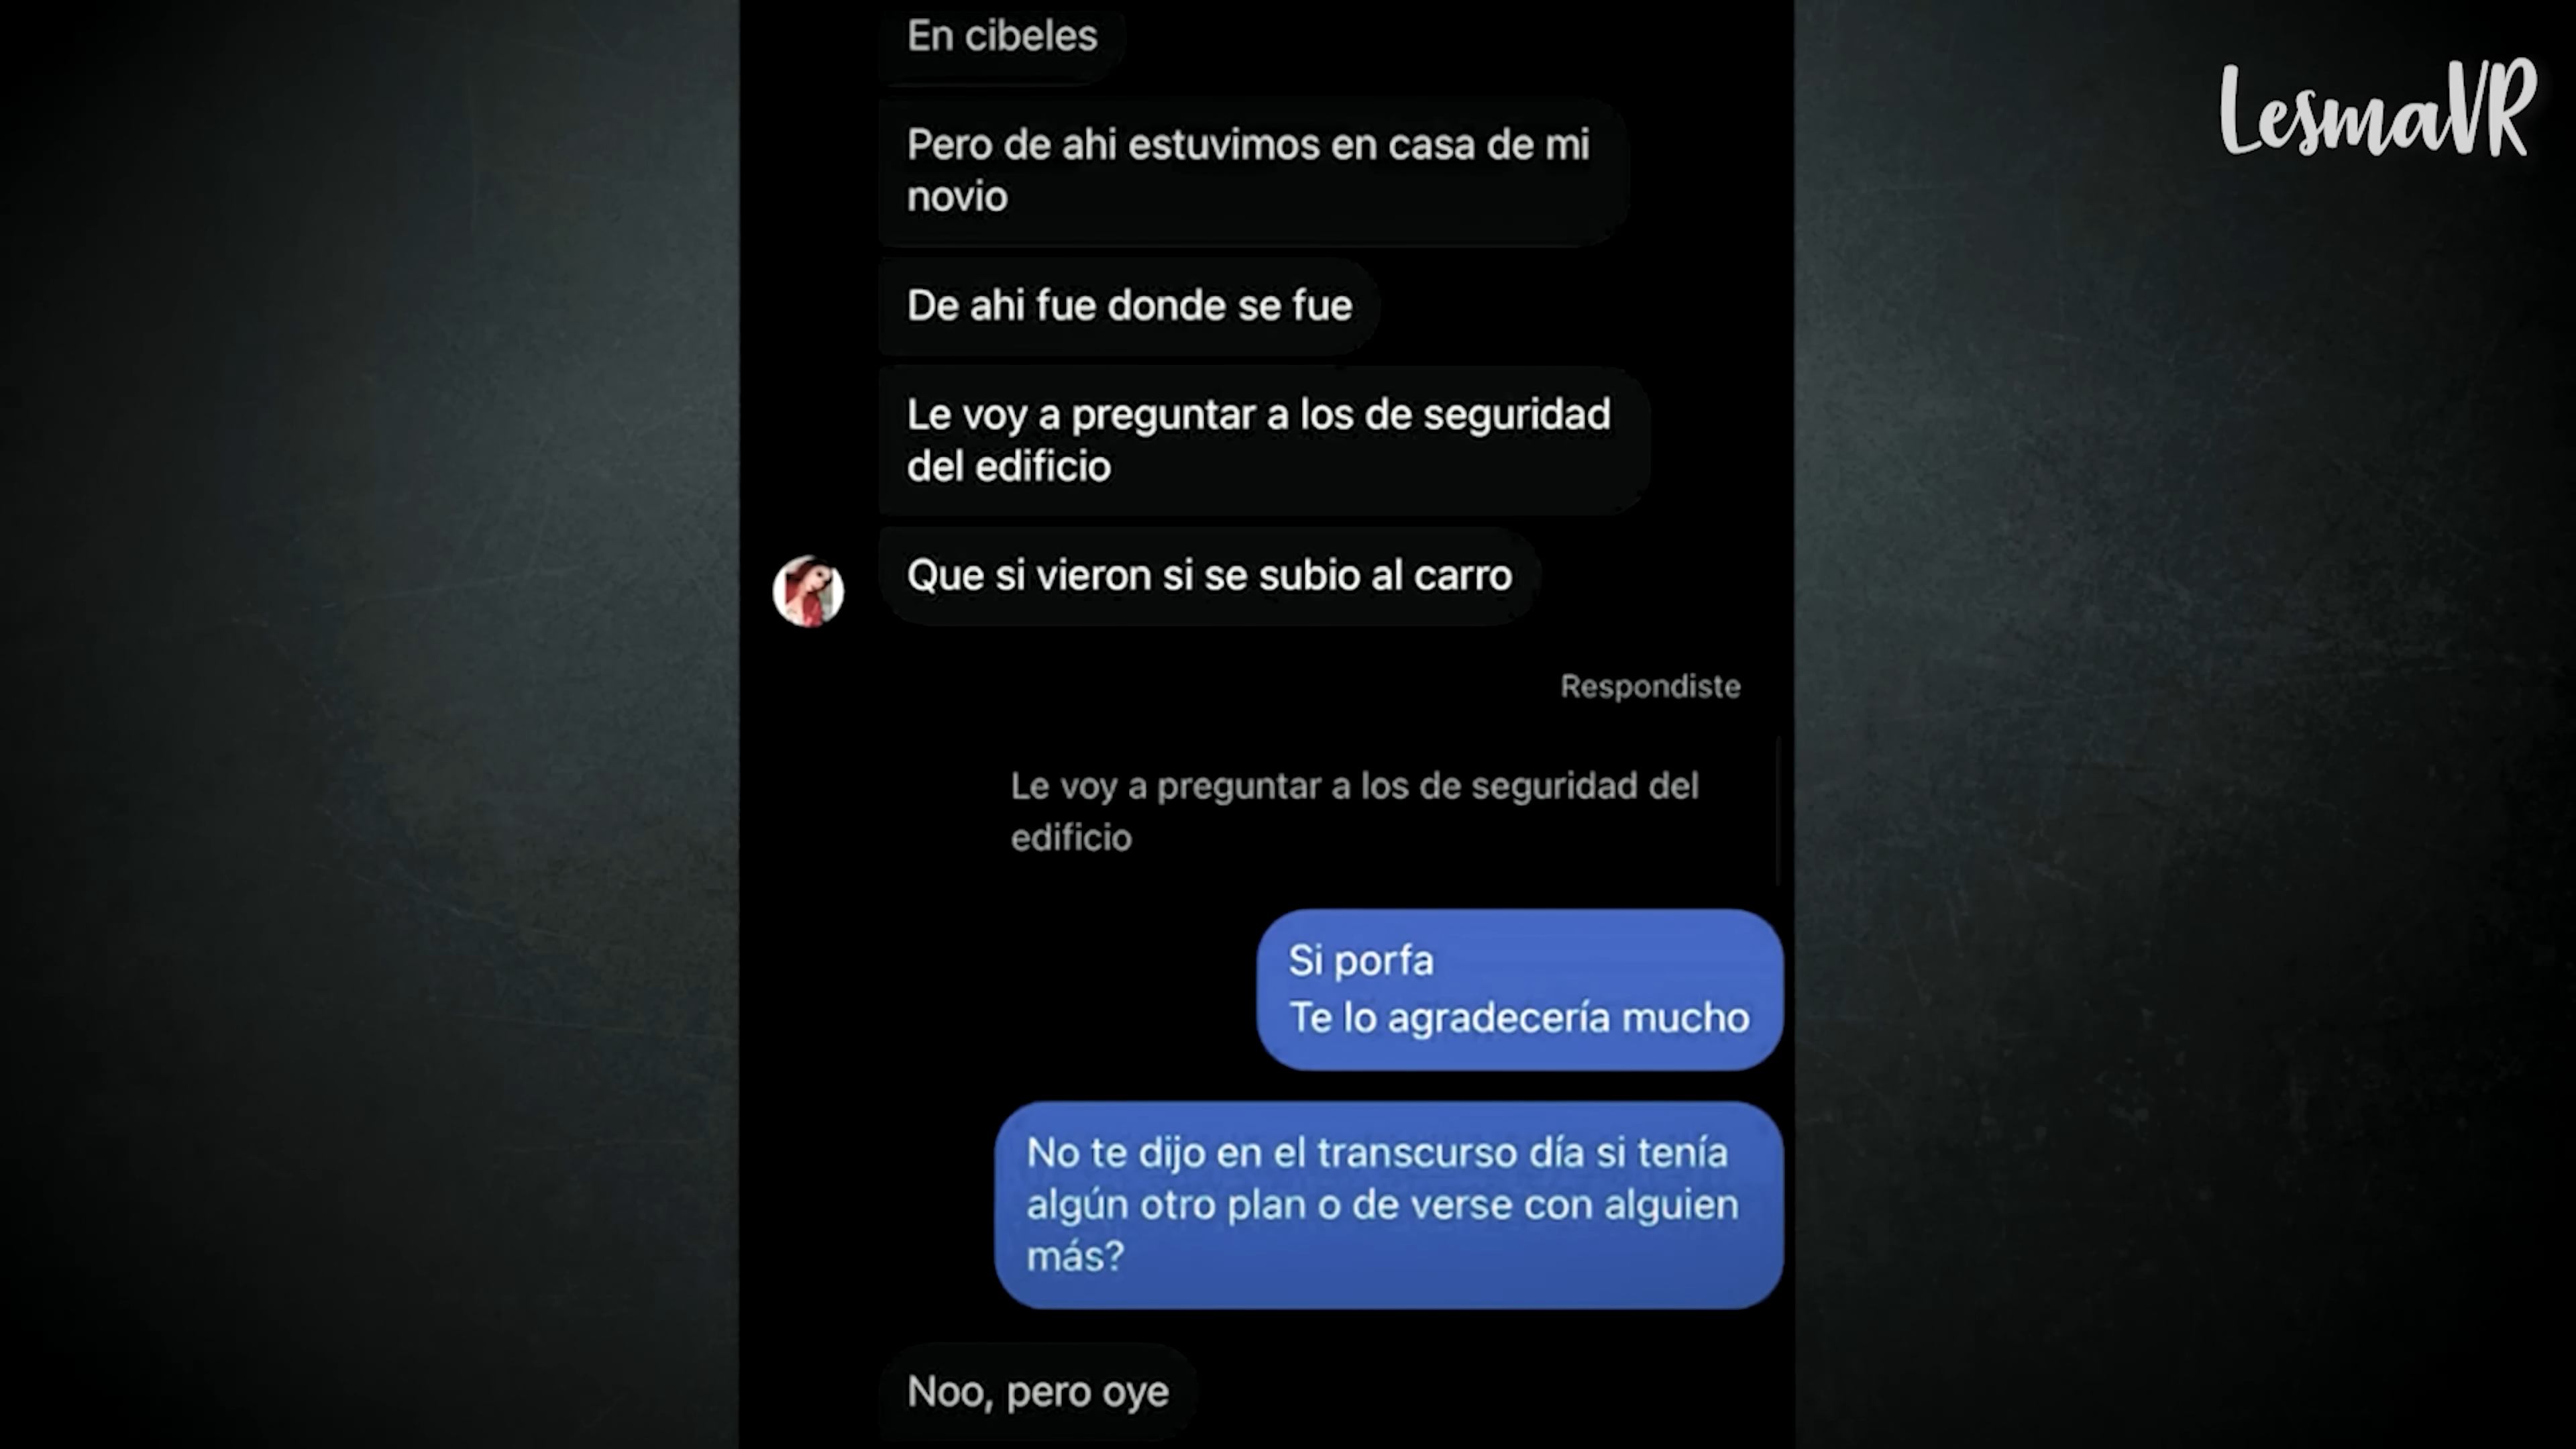 En cibeles
LesmaVR
Pero de ahi estuvimos en casa de mi
novio
De ahi fue donde se fue
Le voy a preguntar a los de seguridad
del edificio
Que si vieron si se subio al carro
Respondiste
Le voy a preguntar a los de seguridad del
edificio
Si porfa
Te lo agradecería mucho
No te dijo en el transcurso día si tenía
algún otro plan o de verse con alguien
más?
Noo, pero oye